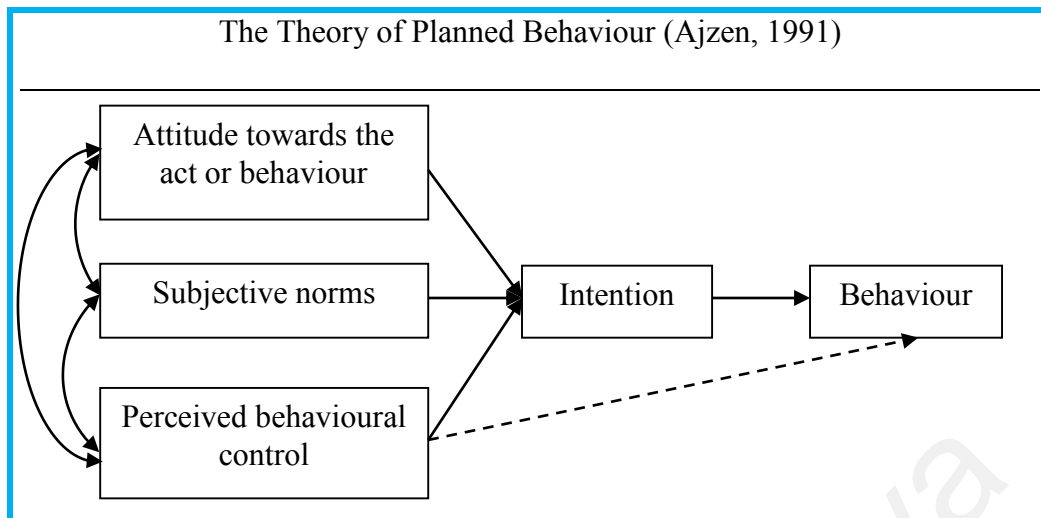 The Theory of Planned Behaviour (Ajzen, 1991)
Attitude towards the
act or behaviour
Subjective norms
Intention
Behaviour
Perceived behavioural
control